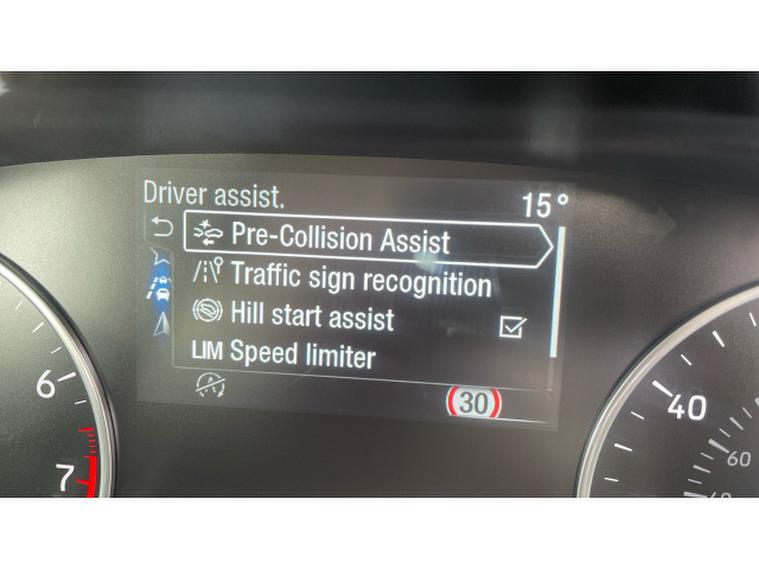 Driver assist. 15°
Pre-Collision Assist
Traffic sign recognition
Hill start assist
LIM Speed limiter
A
30
6
7
40
60